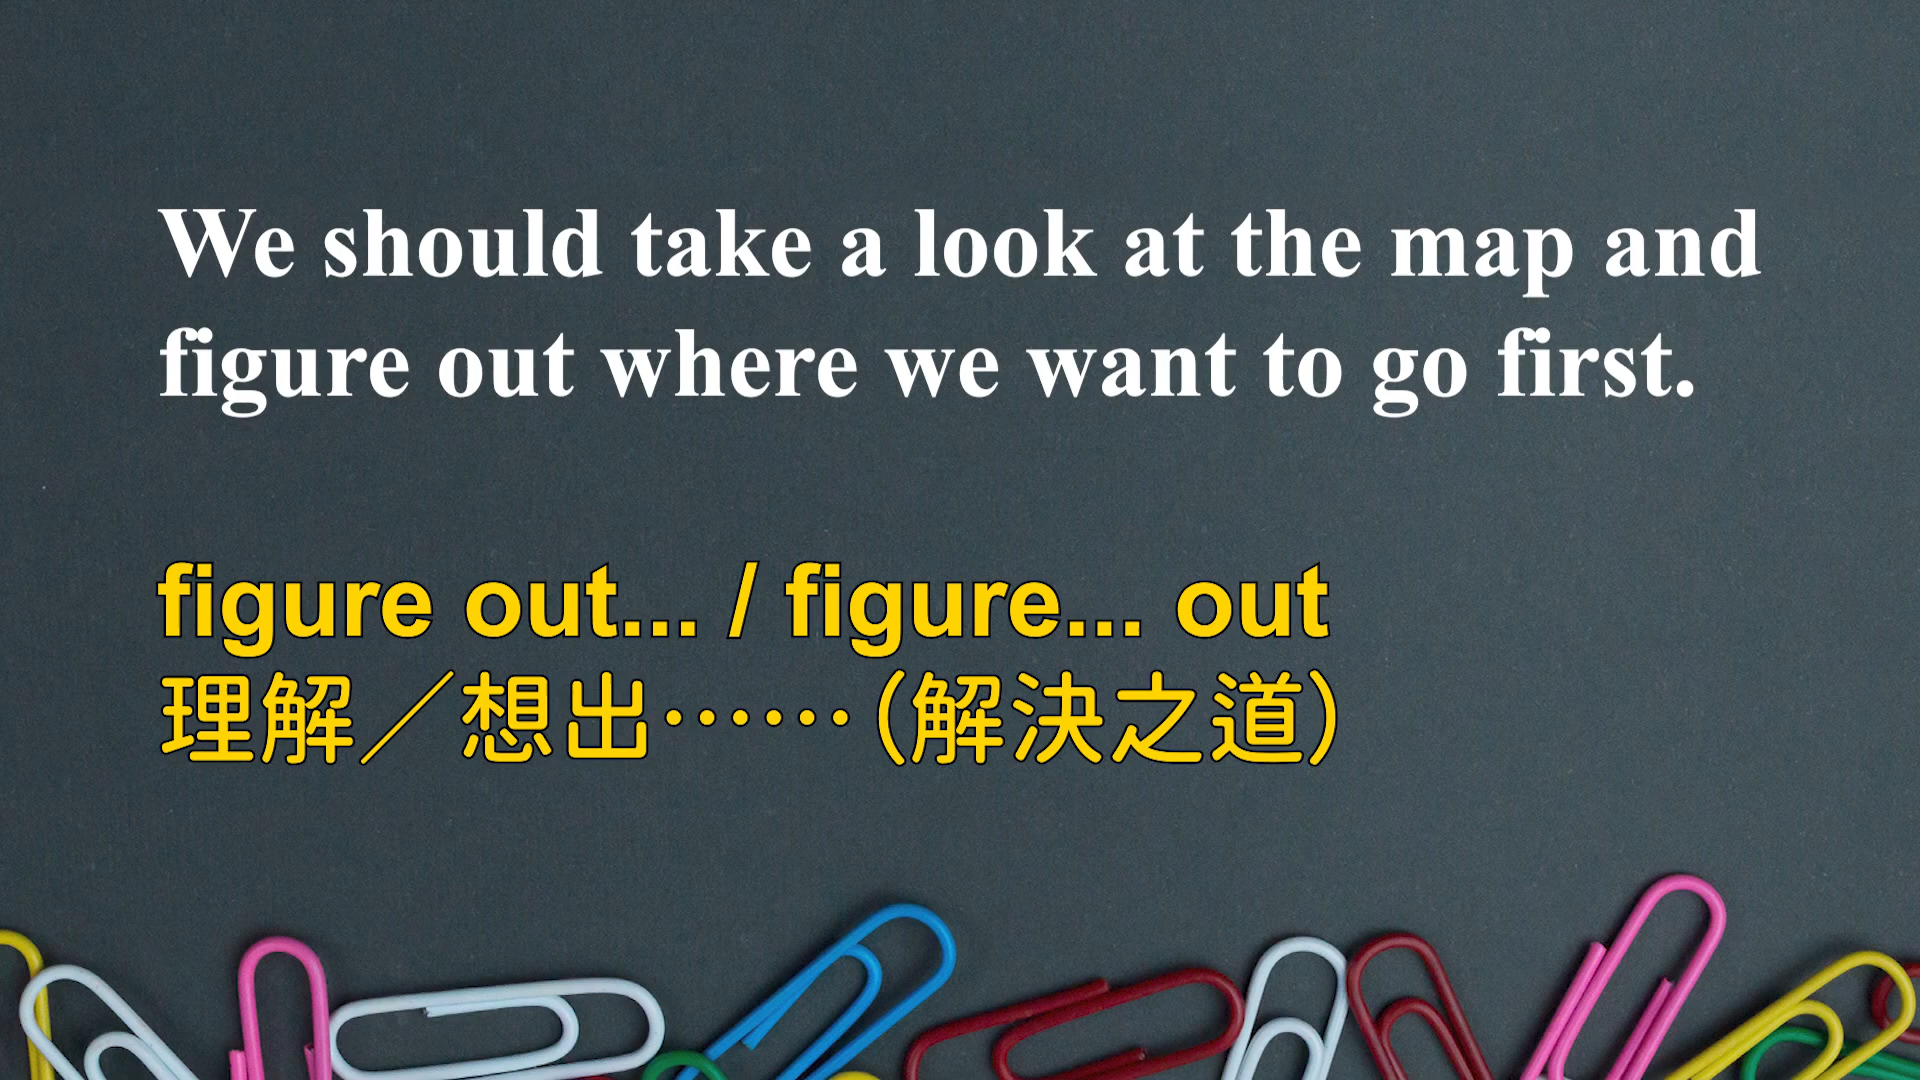 We should take a look at the map and
figure out where we want to go first.
figure out... / figure... out
理解／想出⋯⋯（解決之道）